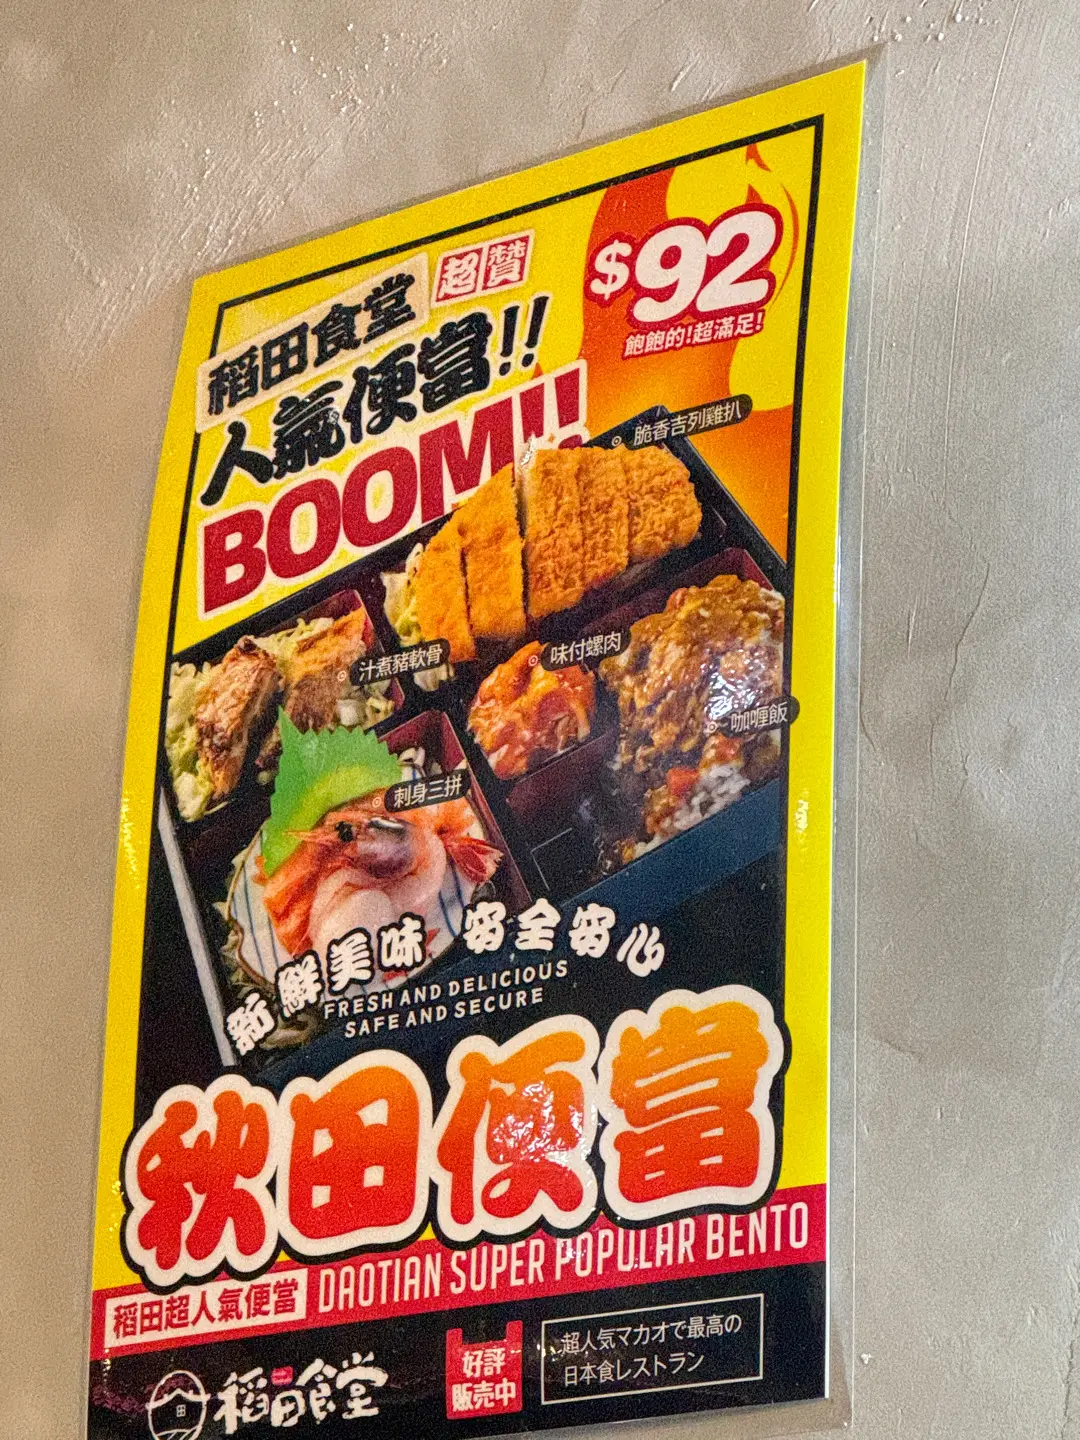 稻田食堂 超贊
人氣便當!!
BOOM!!
$92
飽飽的!超滿足!
脆香吉列雞扒
汁煮豬軟骨
味付螺肉
咖喱飯
刺身三拼
新鮮美味 安全安心
FRESH AND DELICIOUS
SAFE AND SECURE
秋田便當
稻田超人氣便當 DAOTIAN SUPER POPULAR BENTO
稻田食堂
好評
販売中
超人気マカオで最高の
日本食レストラン